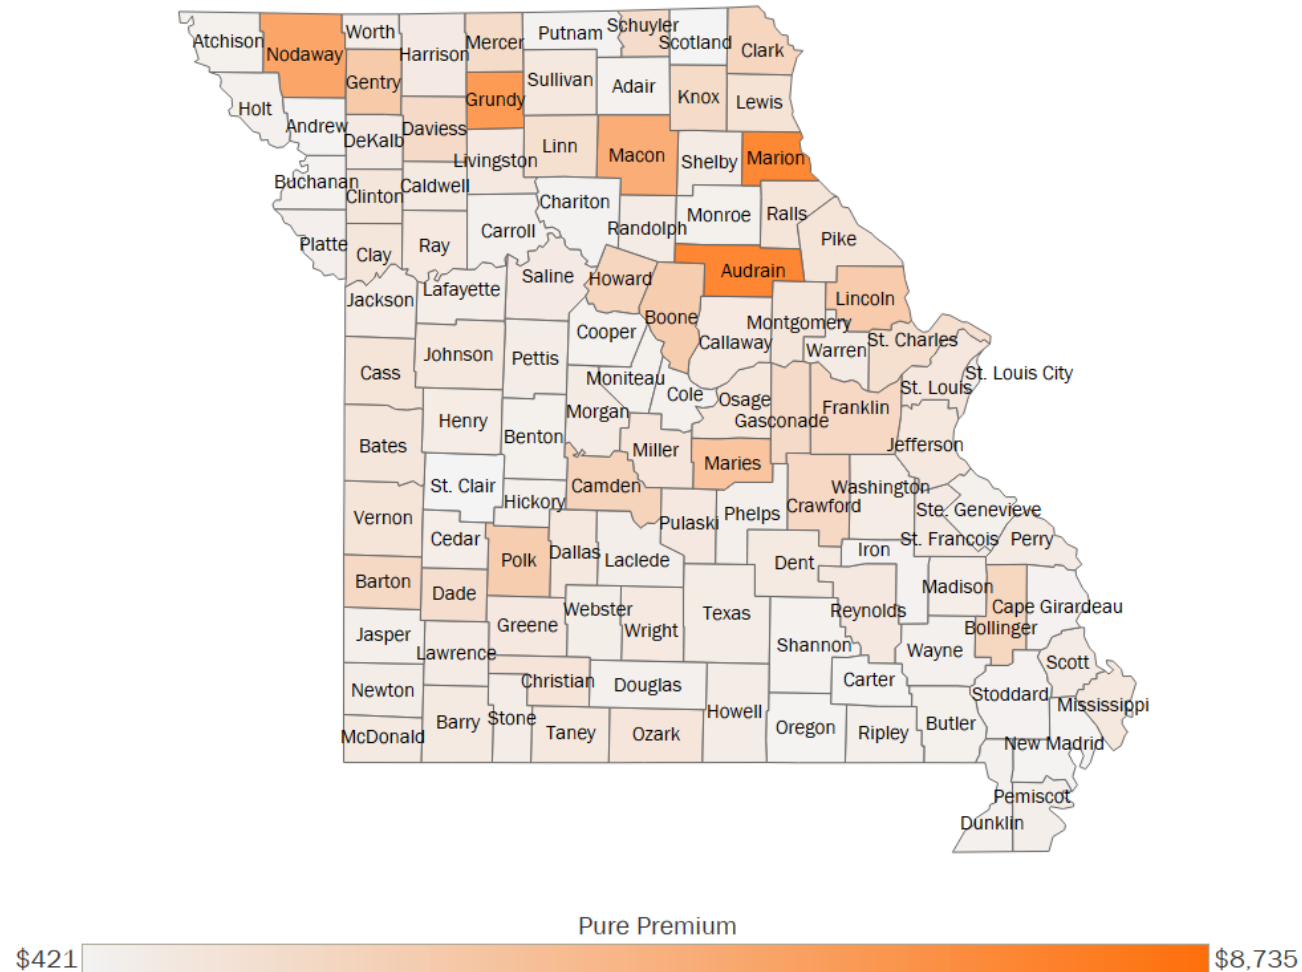 Schuyler
Worth
Putnam
Atchison
Mercer
Scotland
Nodaway
Harrison
Clark
Gentry
Sullivan
Adair
Grundy
Knox
Lewis
Holt
Andrew
Daviess
DeKalb
Linn
Macon
Marion
Livingston
Shelby
Buchanan
Caldwell
Clinton
Chariton
Monroe
Ralls
Randolph
Carroll
Pike
Platte
Ray
Clay
Audrain
Saline
Howard
Lafayette
Jackson
Lincoln
Boone
Montgomery
Cooper
St. Charles
Callaway
Warren
Johnson
Pettis
Cass
St. Louis City
Moniteau
St. Louis
Cole
Osage
Franklin
Morgan
Gasconade
Henry
Benton
Bates
Jefferson
Miller
Maries
St. Clair
Camden
Washington
Hickory
Crawford
Ste. Genevieve
Phelps
Vernon
Pulaski
Cedar
St. Francois
Perry
Iron
Dallas
Polk
Laclede
Dent
Barton
Madison
Dade
Cape Girardeau
Webster
Reynolds
Texas
Greene
Bollinger
Wright
Jasper
Shannon
Wayne
Lawrence
Scott
Carter
Christian
Douglas
Newton
Stoddard
Mississippi
Howell
Stone
Barry
Butler
Oregon
Taney
Ozark
Ripley
McDonald
New Madrid
Pemiscot
Dunklin
Pure Premium
$421
$8,735